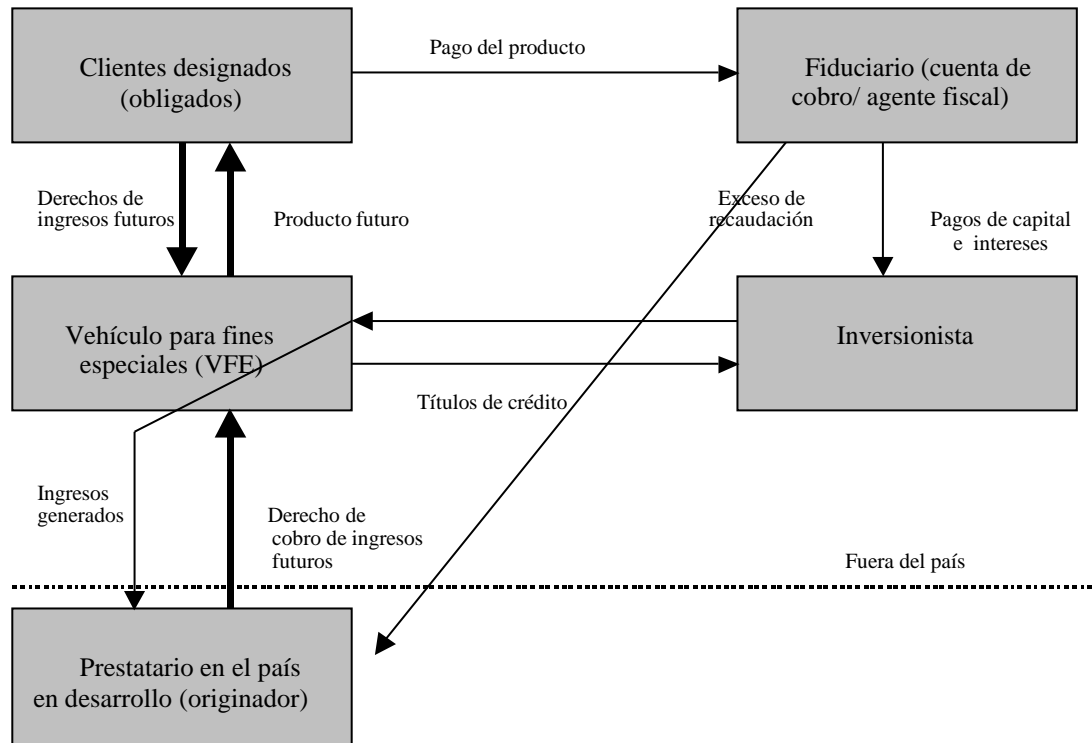 Clientes designados
(obligados)
Pago del producto
Fiduciario (cuenta de
cobro/ agente fiscal)
Derechos de
ingresos futuros
Producto futuro
Exceso de
recaudación
Pagos de capital
e intereses
Vehículo para fines
especiales (VFE)
Inversionista
Títulos de crédito
Ingresos
generados
Derecho de
cobro de ingresos
futuros
Fuera del país
Prestatario en el país
en desarrollo (originador)